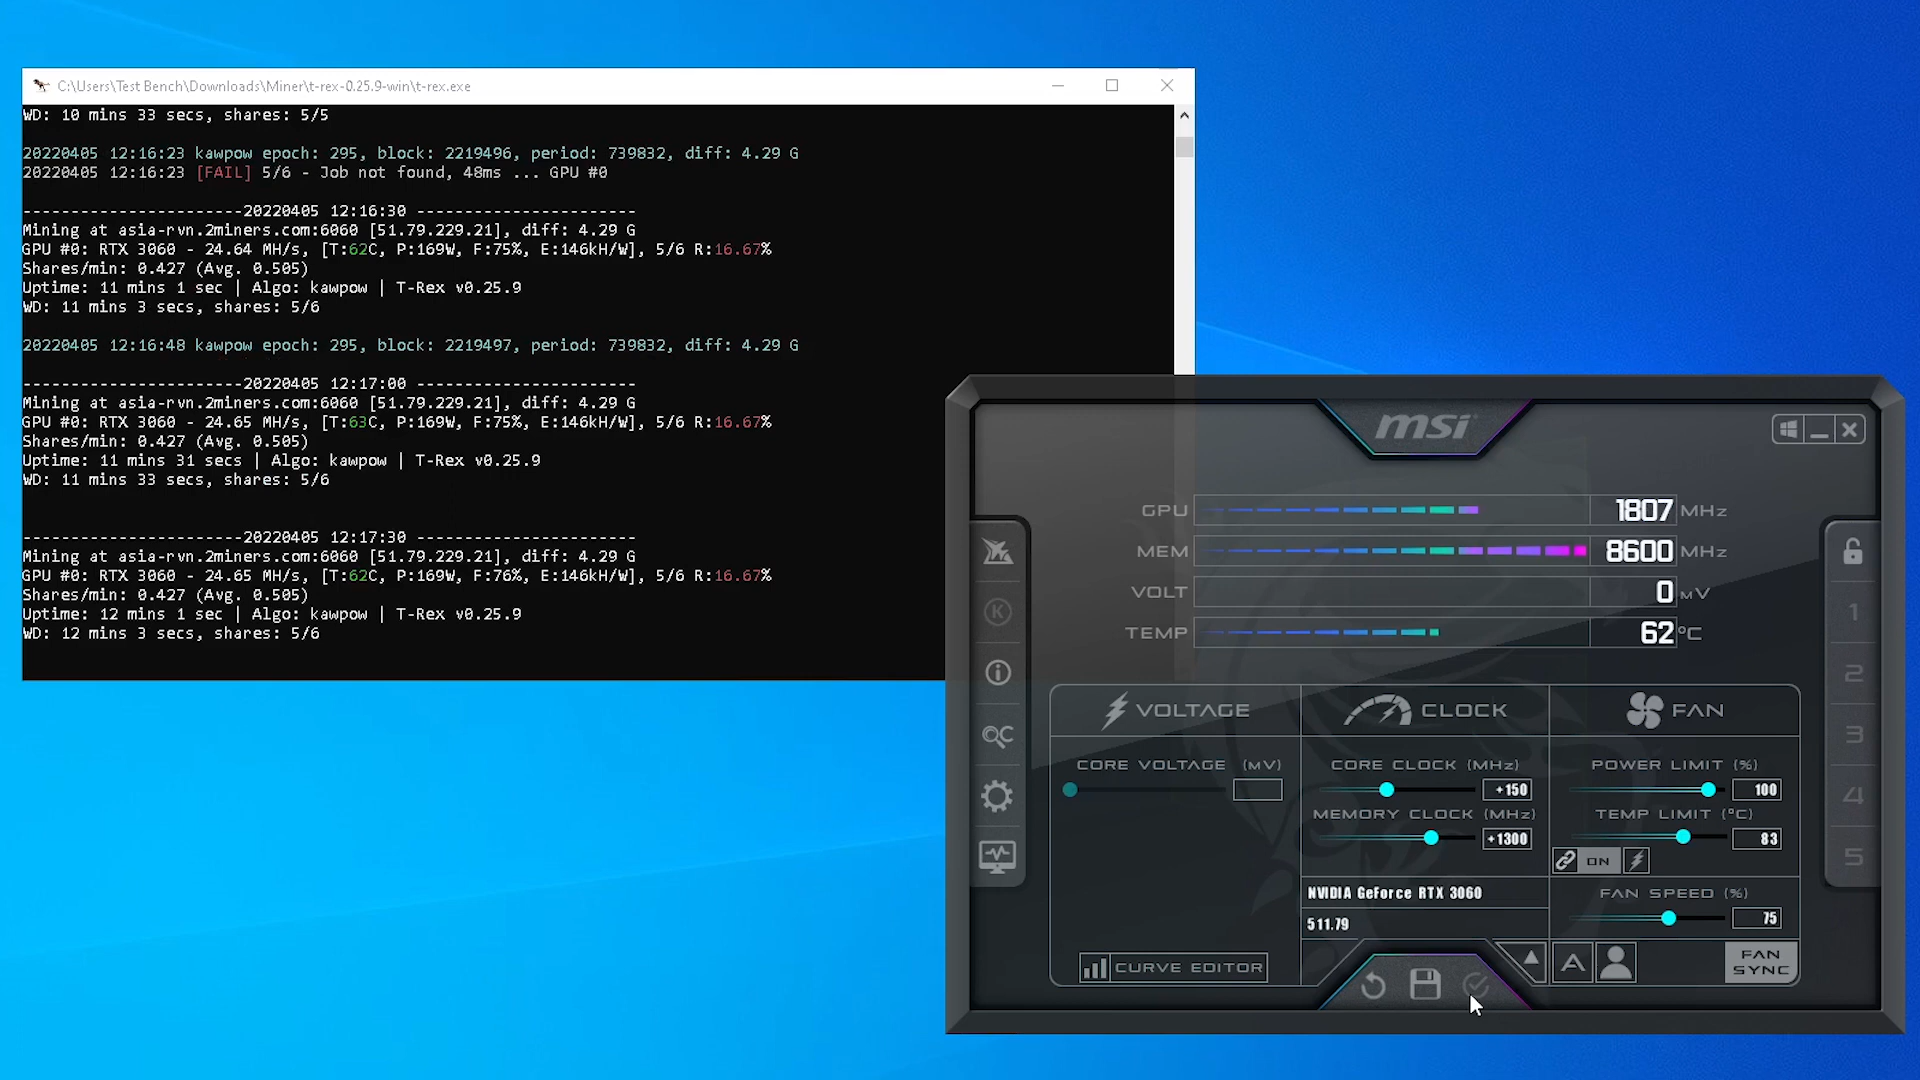 C:\Users\Test Bench\Downloads\Miner\t-rex-0.25.9-win\t-rex.exe
WD: 10 mins 33 secs, shares: 5/5
20220405 12:16:23 kawpow epoch: 295, block: 2219496, period: 739832, diff: 4.29 G
20220405 12:16:23 [FAIL] 5/6 - Job not found, 48ms ... GPU #0
-----------------------20220405 12:16:30 -----------------------
Mining at asia-rvn.2miners.com:6060 [51.79.229.21], diff: 4.29 G
GPU #0: RTX 3060 - 24.64 MH/s, [T:62C, P:169W, F:75%, E:146kH/W], 5/6 R:16.67%
Shares/min: 0.427 (Avg. 0.505)
Uptime: 11 mins 1 sec | Algo: kawpow | T-Rex v0.25.9
WD: 11 mins 3 secs, shares: 5/6
20220405 12:16:48 kawpow epoch: 295, block: 2219497, period: 739832, diff: 4.29 G
-----------------------20220405 12:17:00 -----------------------
Mining at asia-rvn.2miners.com:6060 [51.79.229.21], diff: 4.29 G
GPU #0: RTX 3060 - 24.65 MH/s, [T:63C, P:169W, F:75%, E:146kH/W], 5/6 R:16.67%
Shares/min: 0.427 (Avg. 0.505)
Uptime: 11 mins 31 secs | Algo: kawpow | T-Rex v0.25.9
WD: 11 mins 33 secs, shares: 5/6
-----------------------20220405 12:17:30 -----------------------
Mining at asia-rvn.2miners.com:6060 [51.79.229.21], diff: 4.29 G
GPU #0: RTX 3060 - 24.65 MH/s, [T:62C, P:169W, F:76%, E:146kH/W], 5/6 R:16.67%
Shares/min: 0.427 (Avg. 0.505)
Uptime: 12 mins 1 sec | Algo: kawpow | T-Rex v0.25.9
WD: 12 mins 3 secs, shares: 5/6
msi
GPU 1807 MHz
MEM 8600 MHz
VOLT 0 MV
TEMP 62 °C
K
OC
1
2
3
4
5
VOLTAGE
CORE VOLTAGE (MV)
CURVE EDITOR
CLOCK
CORE CLOCK (MHz)
+150
MEMORY CLOCK (MHz)
+1300
NVIDIA GeForce RTX 3060
511.79
FAN
POWER LIMIT (%)
100
TEMP LIMIT (°C)
83
ON
FAN SPEED (%)
75
A
FAN
SYNC